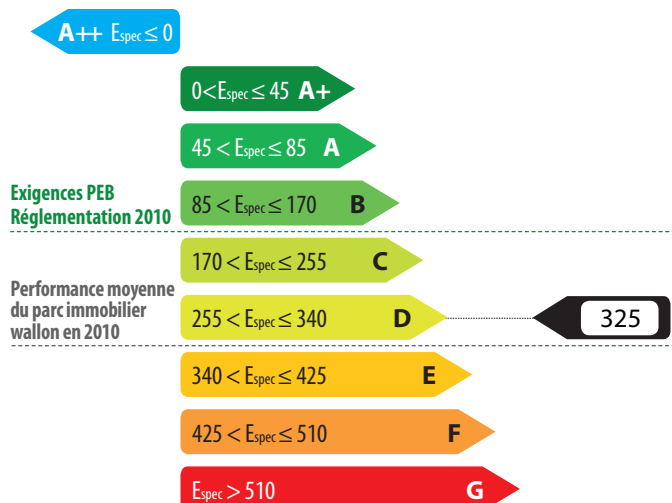 A++ Espec ≤ 0
0<Espec ≤ 45 A+
45 < Espec ≤ 85 A
Exigences PEB
Réglementation 2010
85 < Espec ≤ 170 B
170 < Espec ≤ 255 C
Performance moyenne
du parc immobilier
wallon en 2010
255 < Espec ≤ 340 D
325
340 < Espec ≤ 425 E
425 < Espec ≤ 510 F
Espec > 510 G